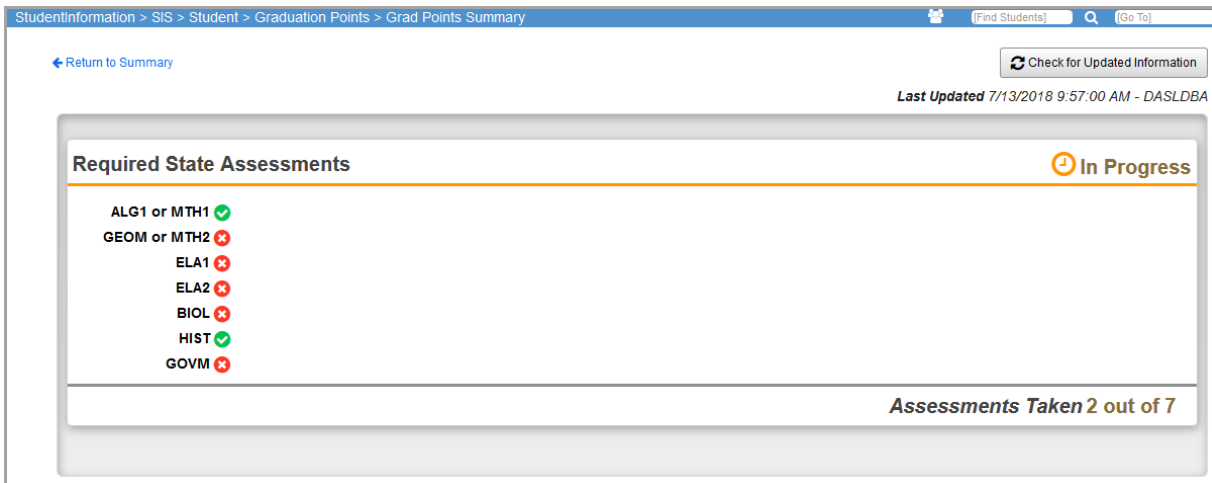 StudentInformation > SIS > Student > Graduation Points > Grad Points Summary [Find Students] [Go To]
Return to Summary
Check for Updated Information
Last Updated 7/13/2018 9:57:00 AM - DASLDBA
Required State Assessments
In Progress
ALG1 or MTH1
GEOM or MTH2
ELA1
ELA2
BIOL
HIST
GOVM
Assessments Taken 2 out of 7